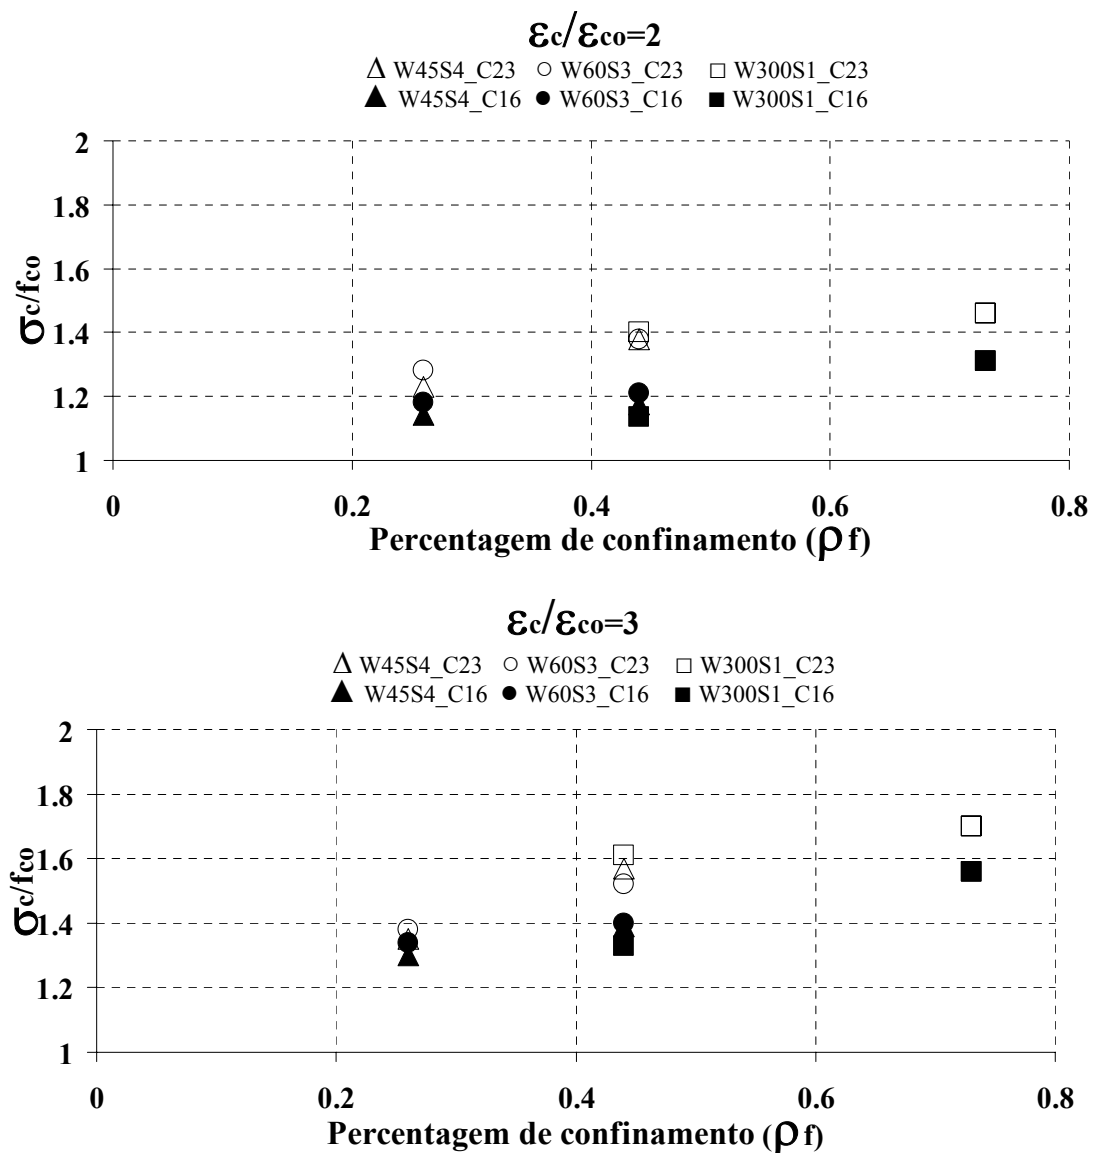 εc/εco=2
W45S4_C23 W60S3_C23 W300S1_C23
W45S4_C16 W60S3_C16 W300S1_C16
2
1.8
1.6
1.4
1.2
1
σc/fco
0 0.2 0.4 0.6 0.8
Percentagem de confinamento (ρf)
εc/εco=3
W45S4_C23 W60S3_C23 W300S1_C23
W45S4_C16 W60S3_C16 W300S1_C16
2
1.8
1.6
1.4
1.2
1
σc/fco
0 0.2 0.4 0.6 0.8
Percentagem de confinamento (ρf)